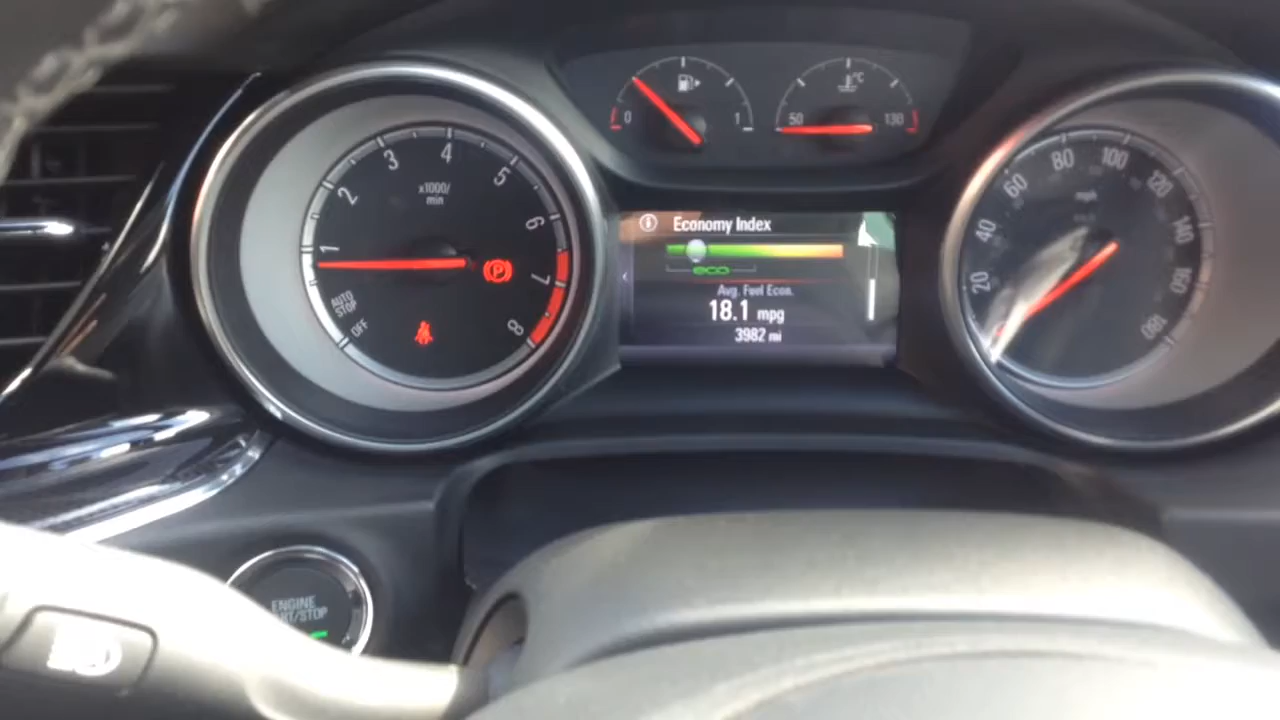 1
2
3
4
5
6
7
8
x1000/
min
AUTO
STOP
OFF
0
1
°C
50
130
Economy Index
eco
Avg. Fuel Econ.
18.1 mpg
3982 mi
20
40
60
80
100
120
140
160
180
mph
ENGINE
/STOP